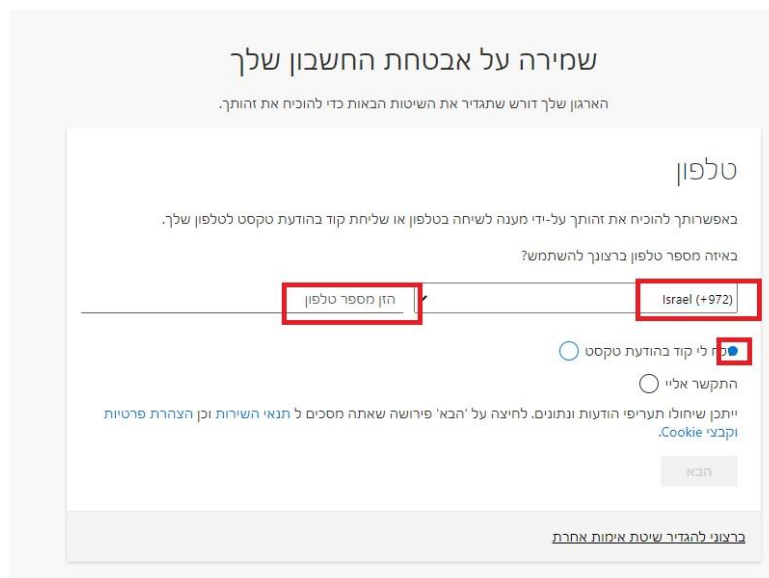 שמירה על אבטחת החשבון שלך
הארגון שלך דורש שתגדיר את השיטות הבאות כדי להוכיח את זהותך.
טלפון
באפשרותך להוכיח את זהותך על-ידי מענה לשיחה בטלפון או שליחת קוד בהודעת טקסט לטלפון שלך.
באיזה מספר טלפון ברצונך להשתמש?
Israel (+972)
הזן מספר טלפון
לי קוד בהודעת טקסט
התקשר אליי
ייתכן שיחולו תעריפי הודעות ונתונים. לחיצה על 'הבא' פירושה שאתה מסכים ל תנאי השירות וכן הצהרת פרטיות
וקבצי Cookie.
הבא
ברצוני להגדיר שיטת אימות אחרת